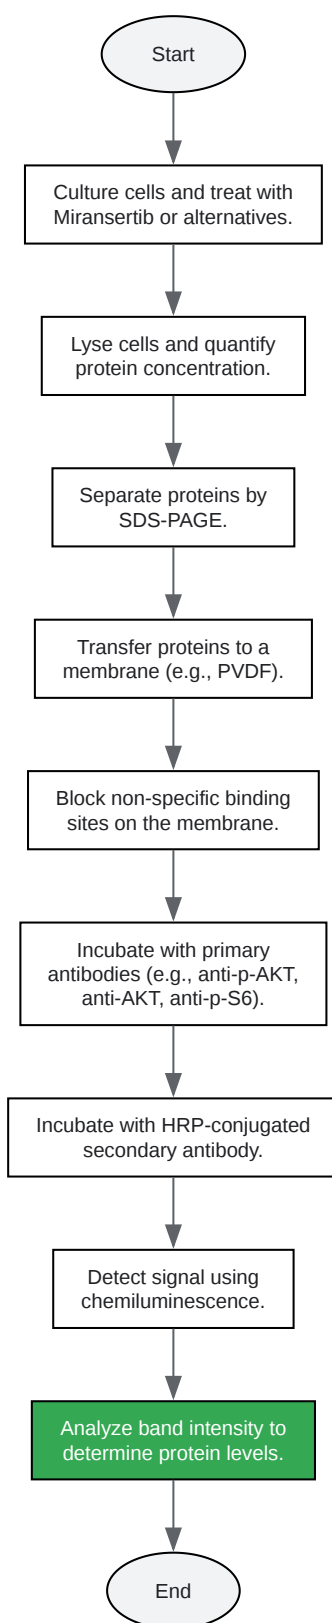 Start
Culture cells and treat with
Miransertib or alternatives.
Lyse cells and quantify
protein concentration.
Separate proteins by
SDS-PAGE.
Transfer proteins to a
membrane (e.g., PVDF).
Block non-specific binding
sites on the membrane.
Incubate with primary
antibodies (e.g., anti-p-AKT,
anti-AKT, anti-p-S6).
Incubate with HRP-conjugated
secondary antibody.
Detect signal using
chemiluminescence.
Analyze band intensity to
determine protein levels.
End